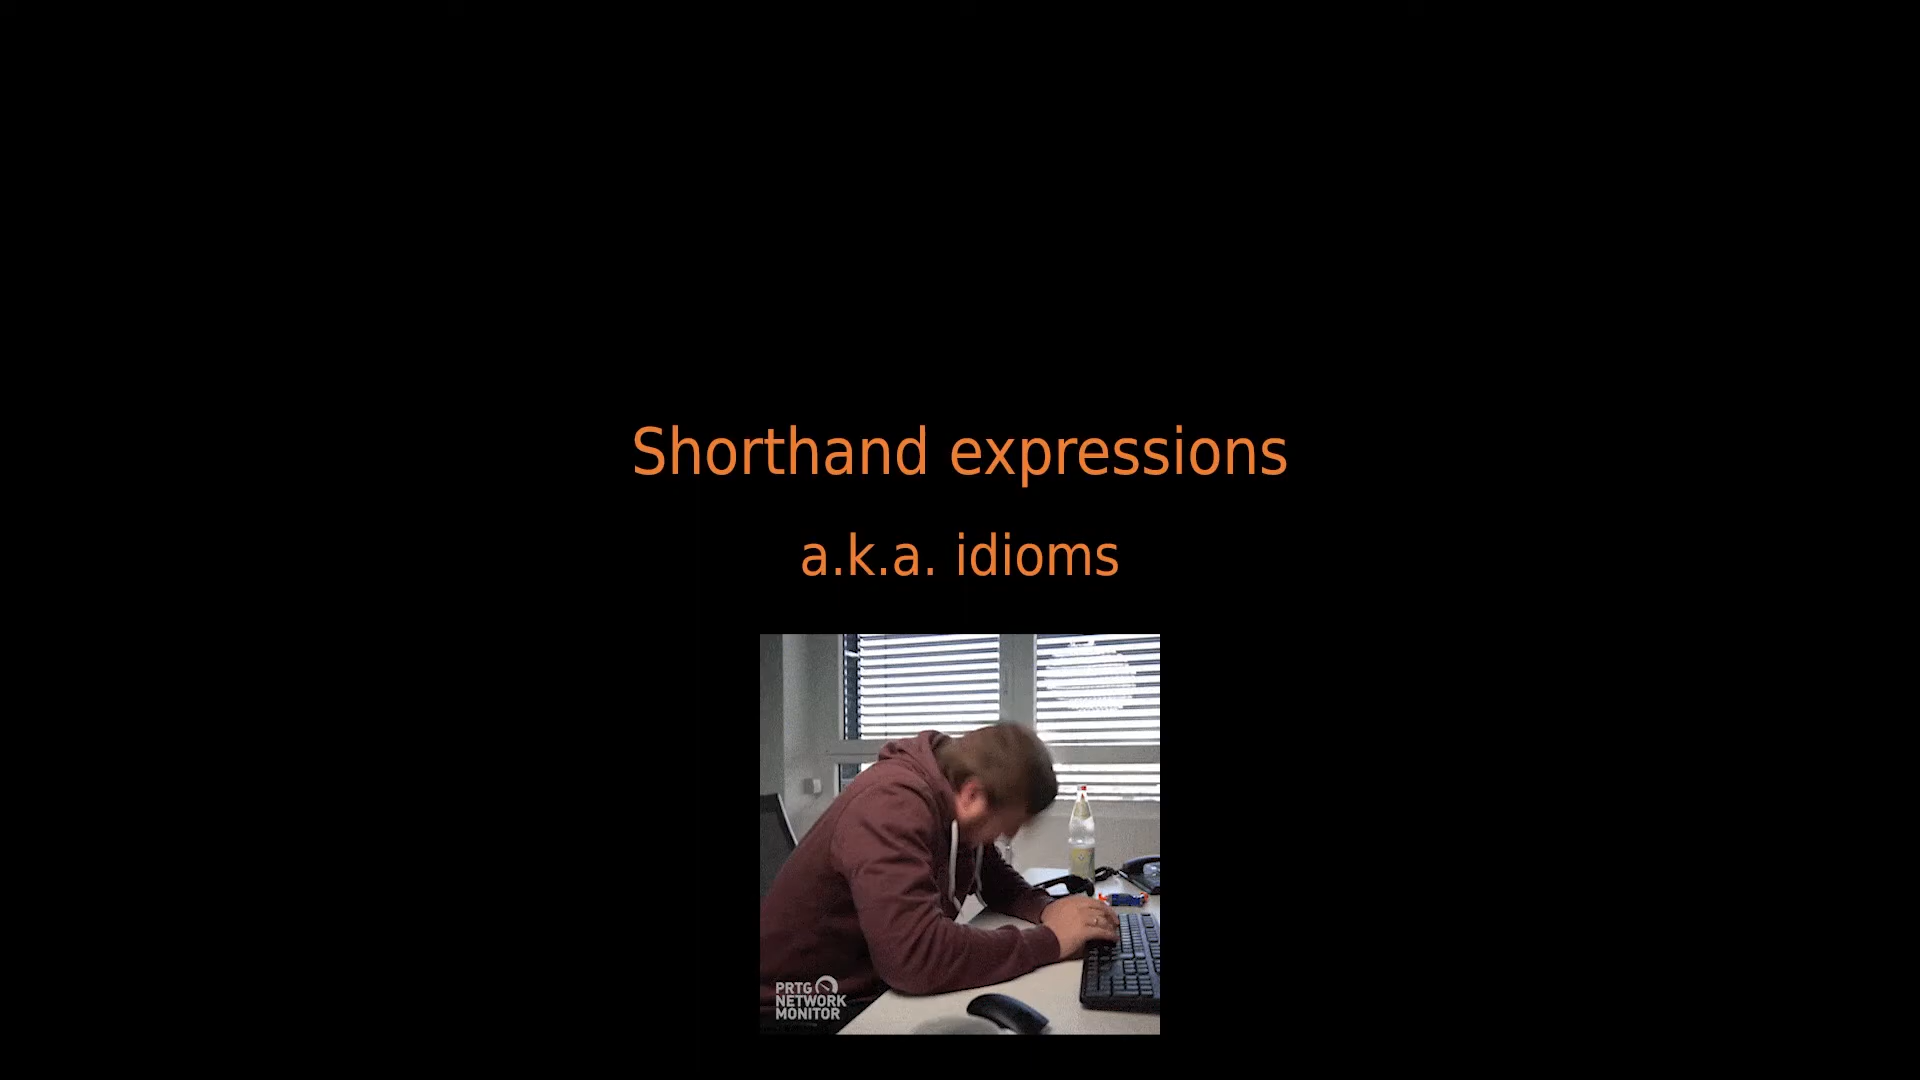 Shorthand expressions
a.k.a. idioms
PRTG
NETWORK
MONITOR